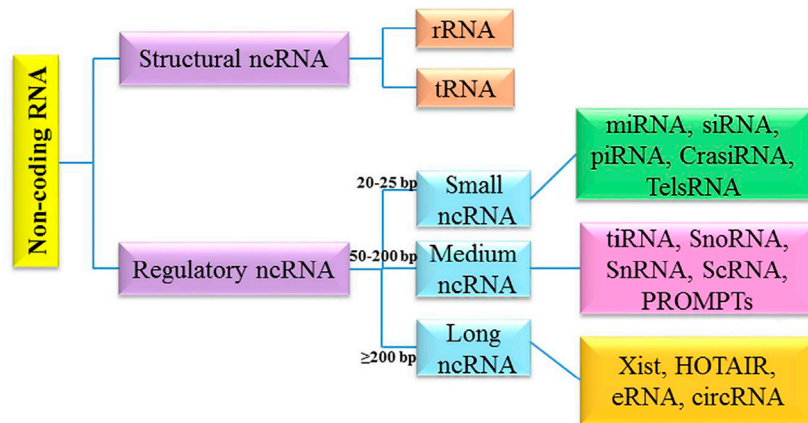 Non-coding RNA
Structural ncRNA
rRNA
tRNA
Regulatory ncRNA
20-25 bp
Small
ncRNA
miRNA, siRNA,
piRNA, CrasiRNA,
TelsRNA
50-200 bp
Medium
ncRNA
tiRNA, SnoRNA,
SnRNA, ScRNA,
PROMPTs
≥200 bp
Long
ncRNA
Xist, HOTAIR,
eRNA, circRNA